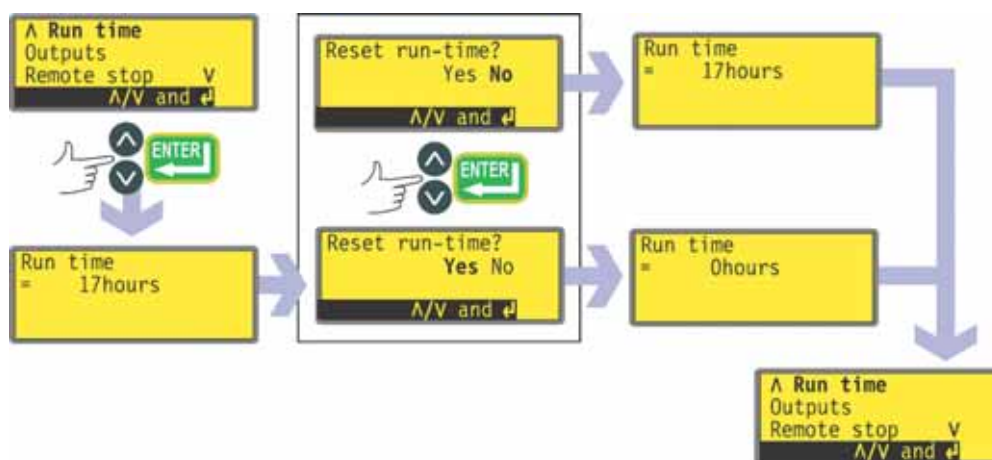 ∧ Run time
Outputs
Remote stop ∨
∧/∨ and ↵
ENTER
Run time
= 17hours
Reset run-time?
Yes No
∧/∨ and ↵
ENTER
Reset run-time?
Yes No
∧/∨ and ↵
Run time
= 17hours
Run time
= 0hours
∧ Run time
Outputs
Remote stop ∨
∧/∨ and ↵